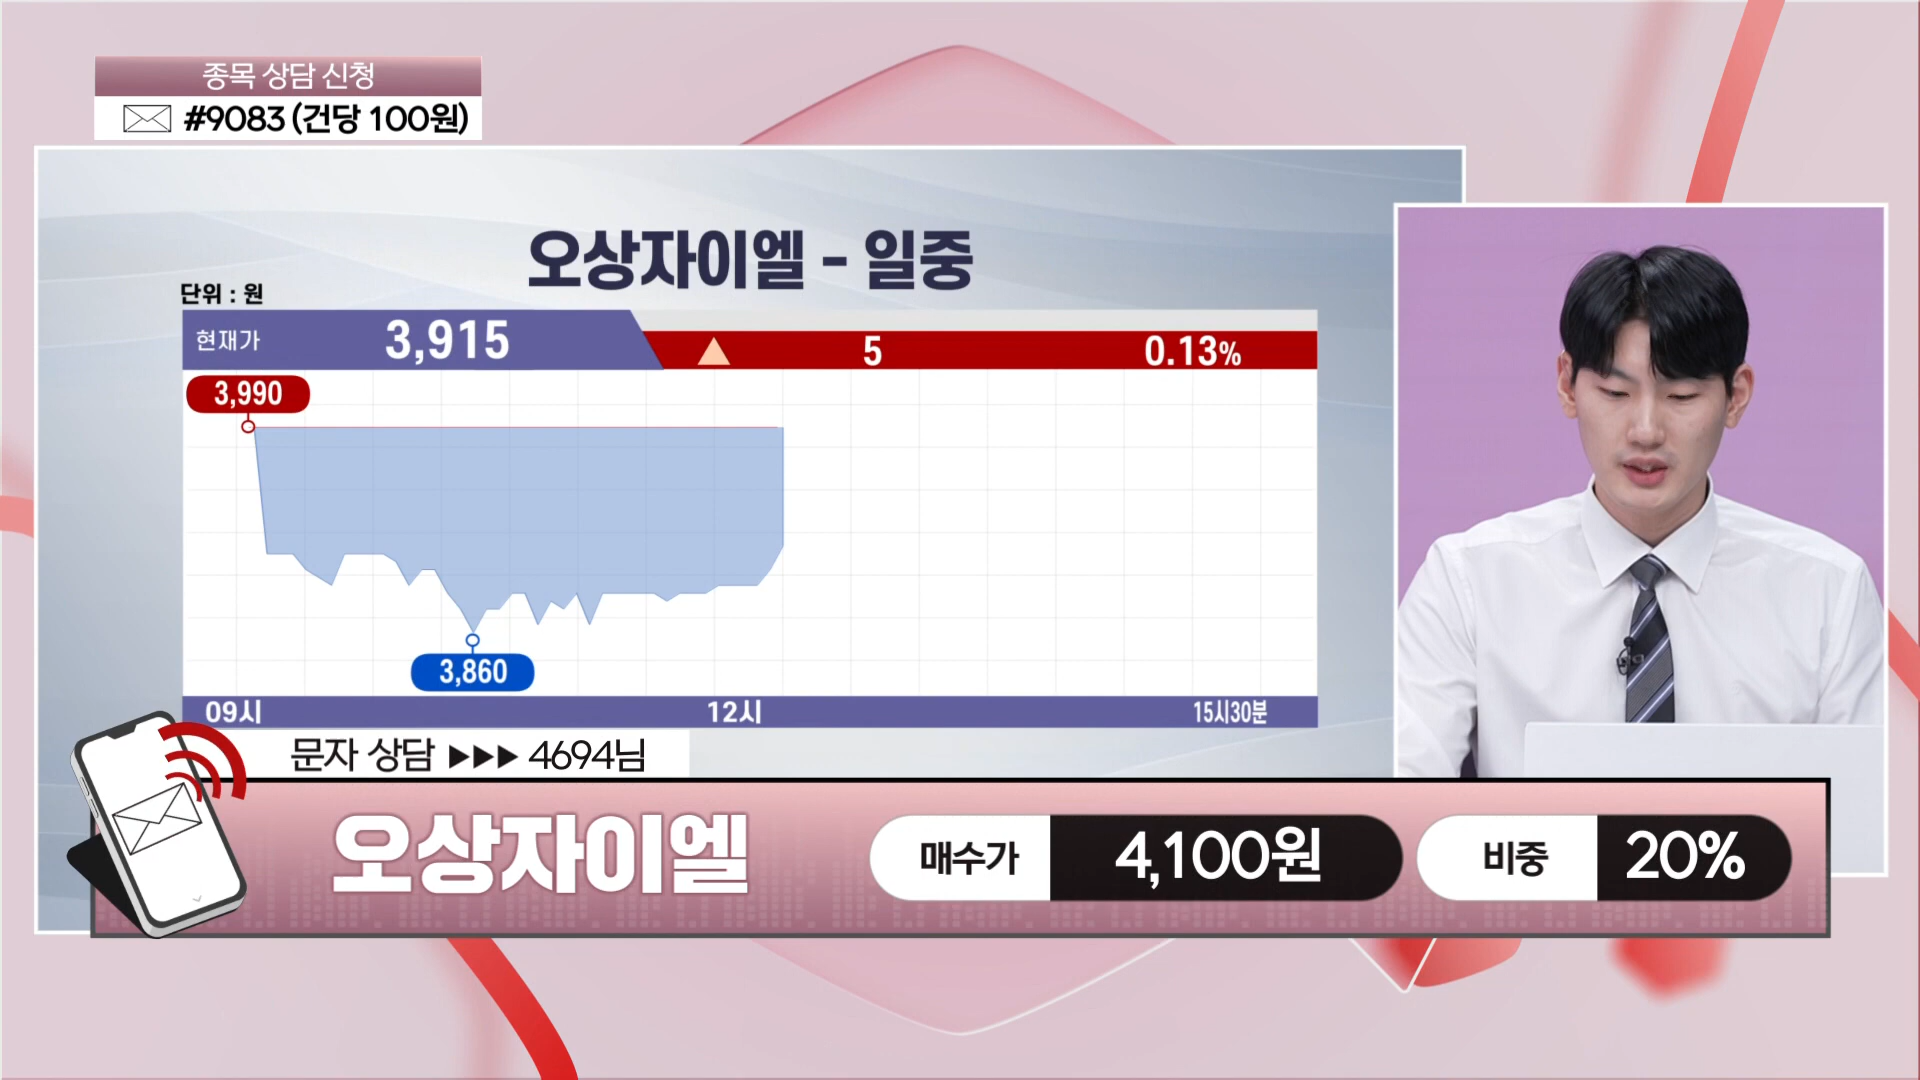 종목 상담 신청
#9083 (건당 100원)
오상자이엘 - 일중
단위 : 원
현재가 3,915 ▲ 5 0.13%
3,990
3,860
09시 12시 15시30분
문자 상담 ▶▶▶ 4694님
오상자이엘 매수가 4,100원 비중 20%